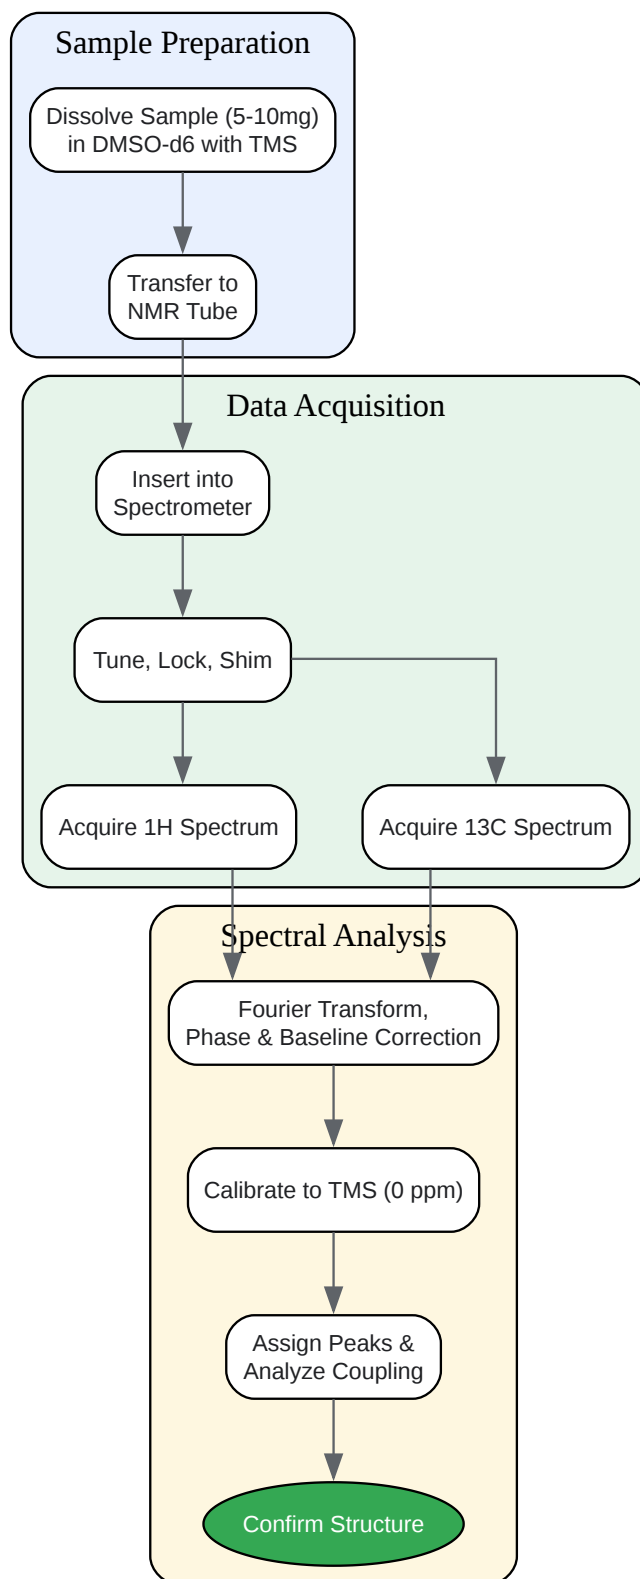 Sample Preparation
Dissolve Sample (5-10mg)
in DMSO-d6 with TMS
Transfer to
NMR Tube
Data Acquisition
Insert into
Spectrometer
Tune, Lock, Shim
Acquire 1H Spectrum
Acquire 13C Spectrum
Spectral Analysis
Fourier Transform,
Phase & Baseline Correction
Calibrate to TMS (0 ppm)
Assign Peaks &
Analyze Coupling
Confirm Structure